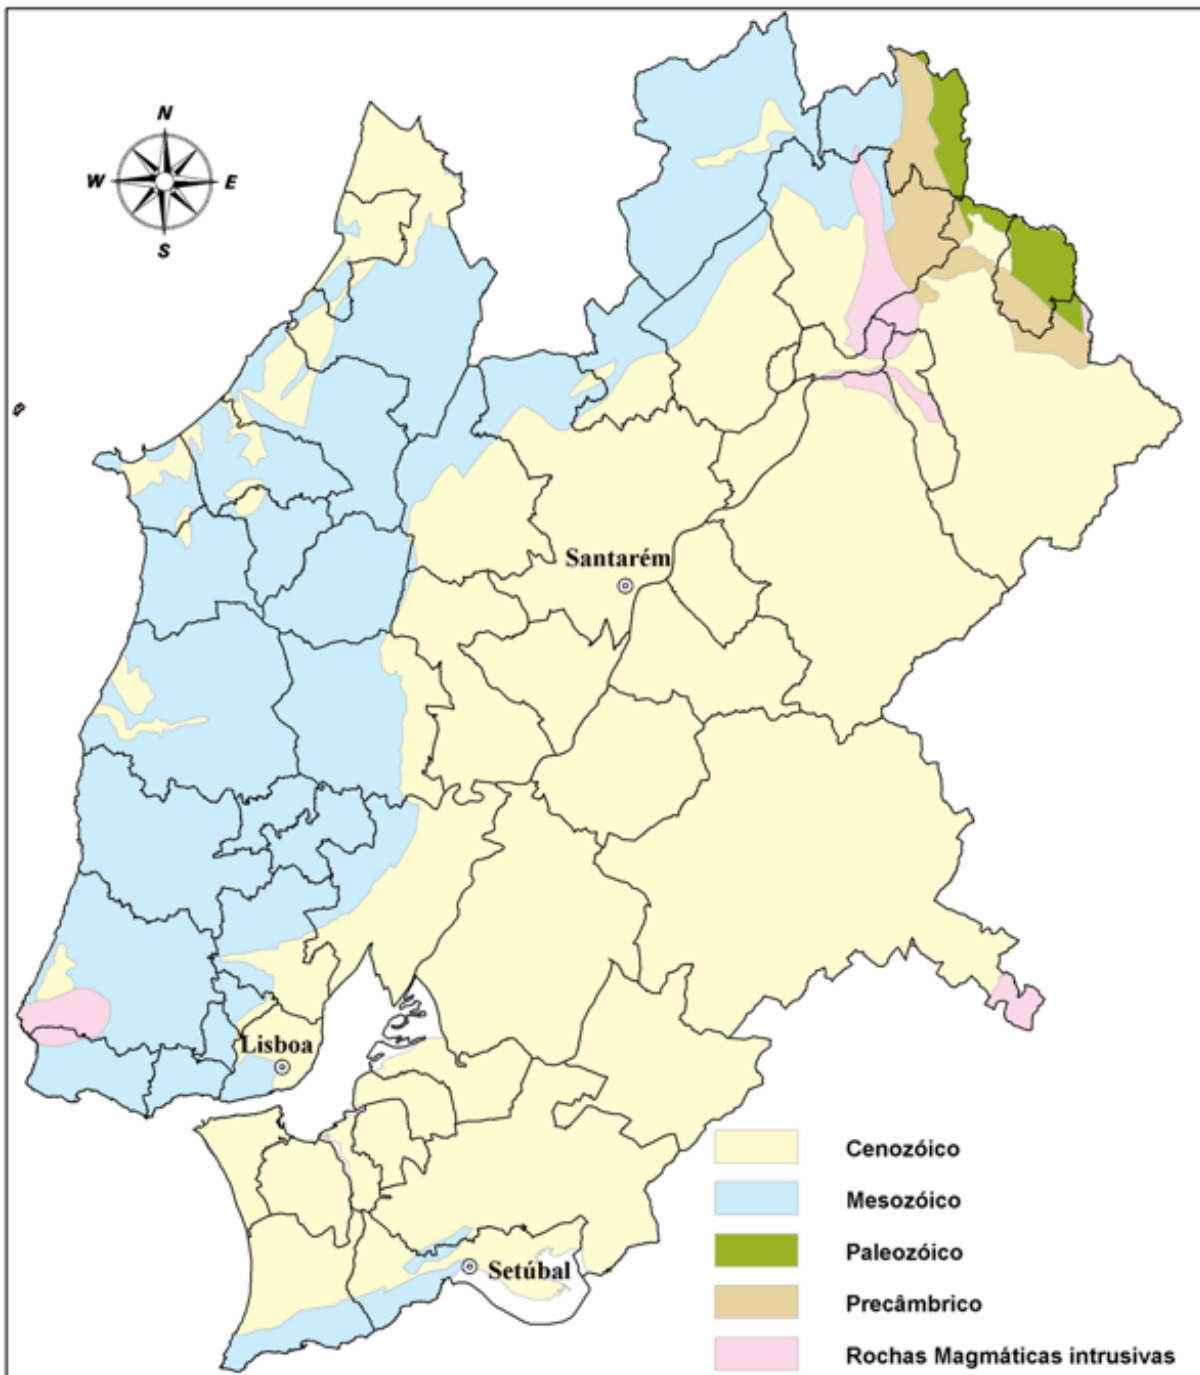 N
W
E
S
Santarém
Lisboa
Setúbal
Cenozóico
Mesozóico
Paleozóico
Precâmbrico
Rochas Magmáticas intrusivas